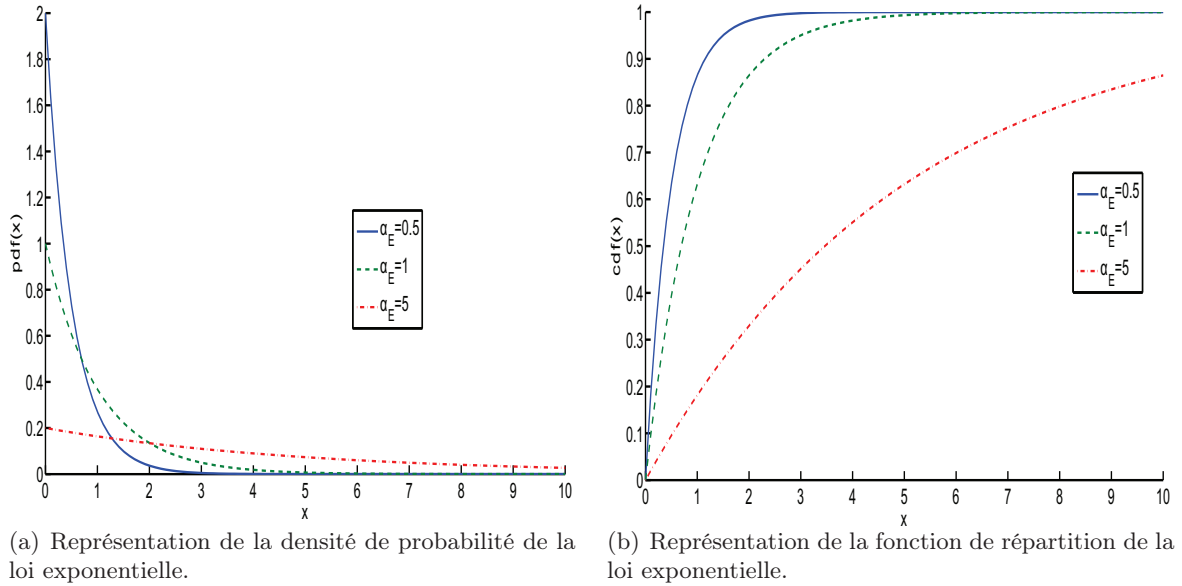 2
1.8
1.6
1.4
1.2
1
0.8
0.6
0.4
0.2
0
pdf(x)
0 1 2 3 4 5 6 7 8 9 10
x
α_E=0.5
α_E=1
α_E=5
(a) Représentation de la densité de probabilité de la
loi exponentielle.
1
0.9
0.8
0.7
0.6
0.5
0.4
0.3
0.2
0.1
0
cdf(x)
0 1 2 3 4 5 6 7 8 9 10
x
α_E=0.5
α_E=1
α_E=5
(b) Représentation de la fonction de répartition de la
loi exponentielle.